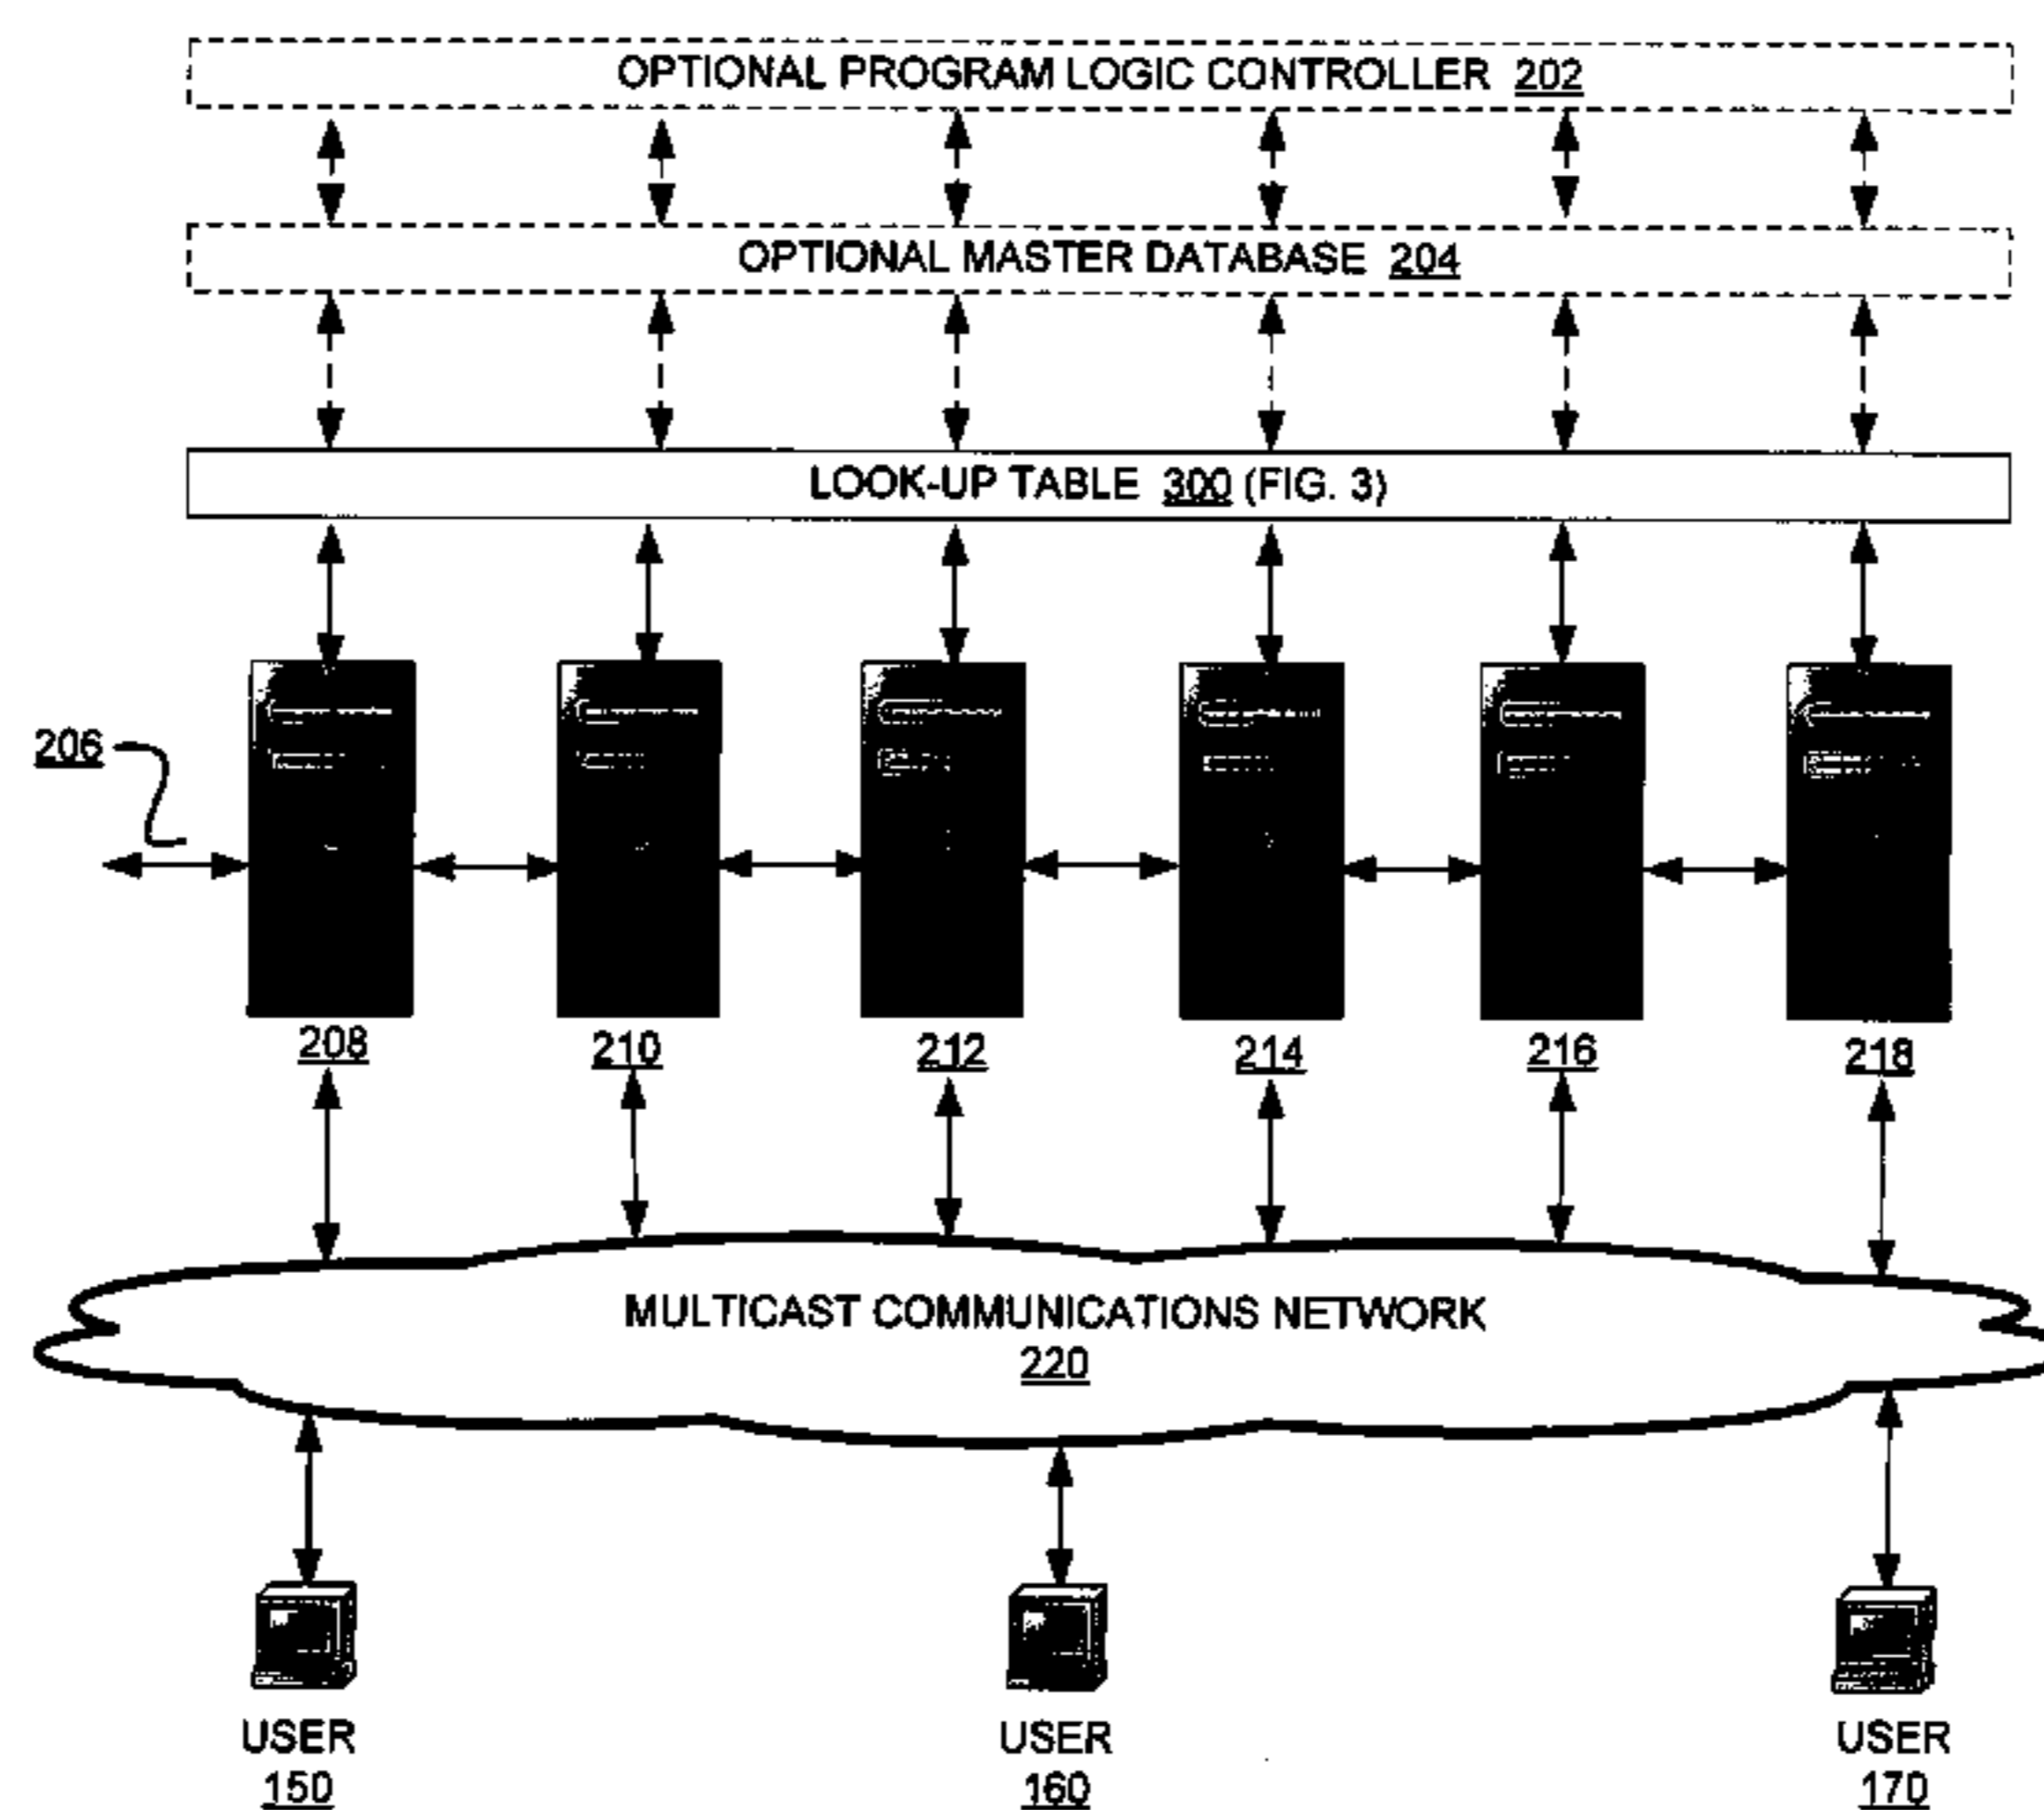 OPTIONAL PROGRAM LOGIC CONTROLLER 202
OPTIONAL MASTER DATABASE 204
LOOK-UP TABLE 300 (FIG. 3)
206
208 210 212 214 216 218
MULTICAST COMMUNICATIONS NETWORK
220
USER USER USER
150 160 170